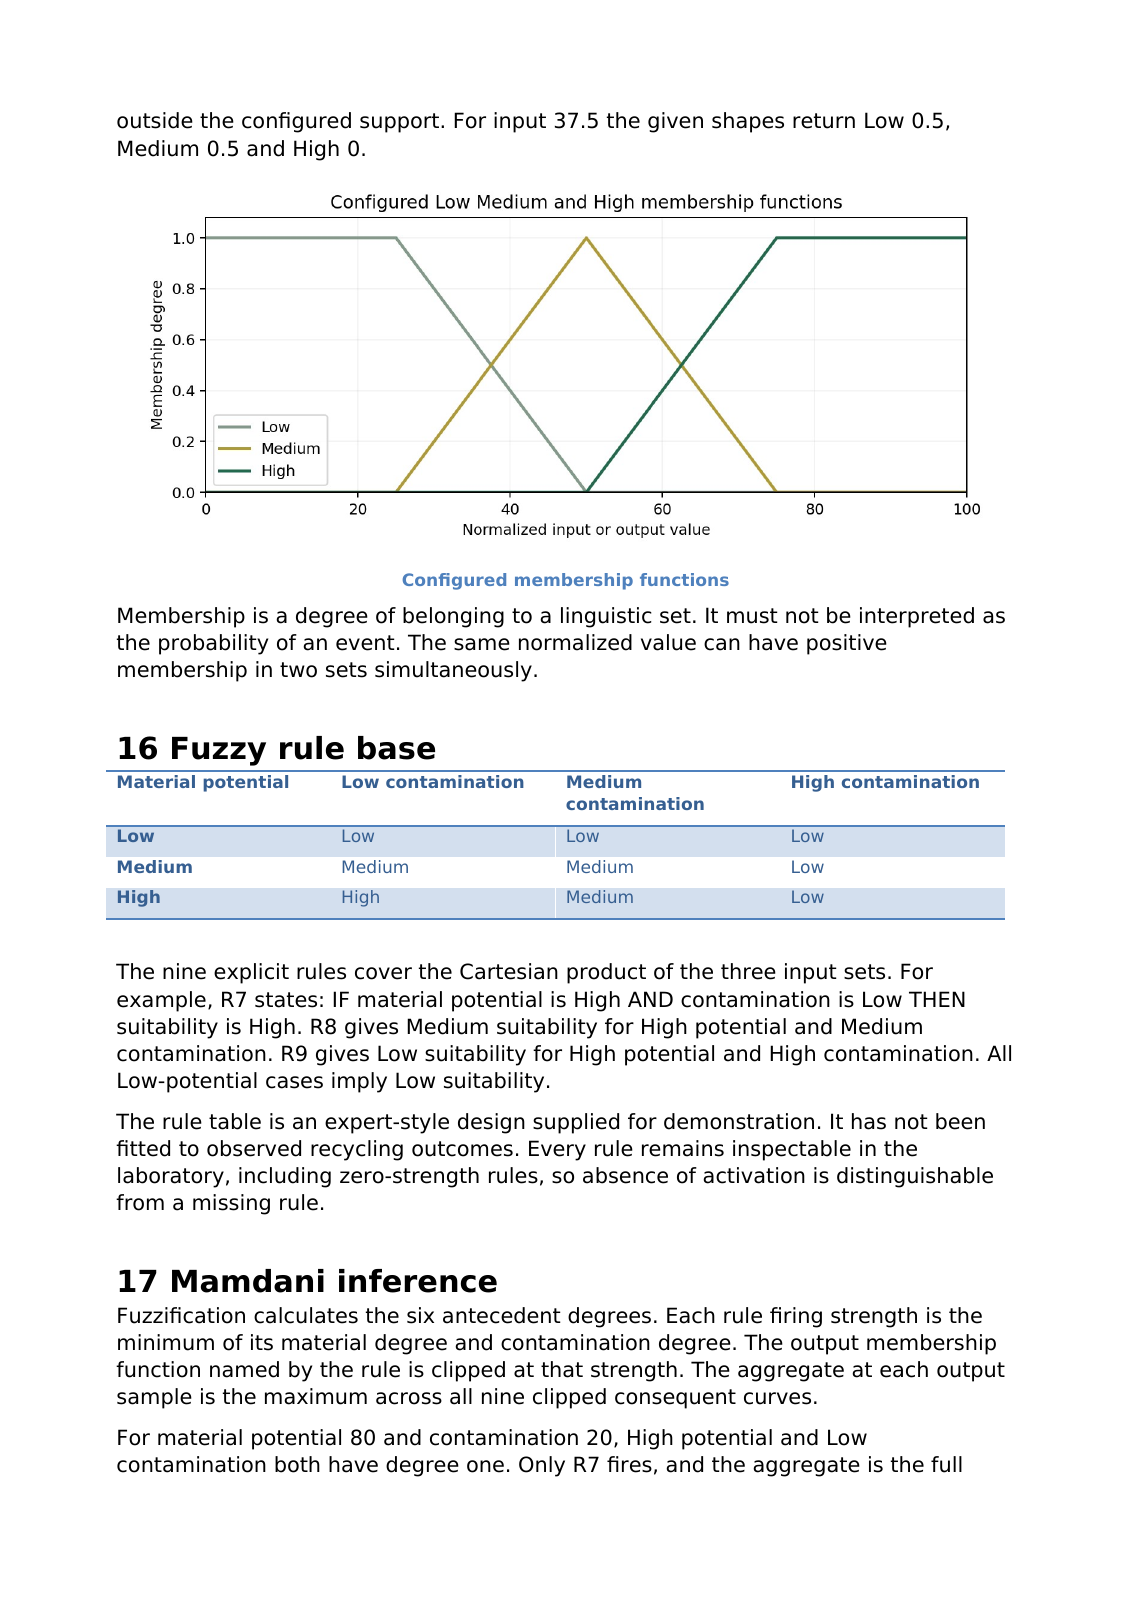 outside the configured support. For input 37.5 the given shapes return Low 0.5,
Medium 0.5 and High 0.
Configured Low Medium and High membership functions
Membership degree
1.0
0.8
0.6
0.4
0.2
0.0
Low
Medium
High
0 20 40 60 80 100
Normalized input or output value
Configured membership functions
Membership is a degree of belonging to a linguistic set. It must not be interpreted as
the probability of an event. The same normalized value can have positive
membership in two sets simultaneously.
16 Fuzzy rule base
Material potential Low contamination Medium contamination High contamination
Low Low Low Low
Medium Medium Medium Low
High High Medium Low
The nine explicit rules cover the Cartesian product of the three input sets. For
example, R7 states: IF material potential is High AND contamination is Low THEN
suitability is High. R8 gives Medium suitability for High potential and Medium
contamination. R9 gives Low suitability for High potential and High contamination. All
Low-potential cases imply Low suitability.
The rule table is an expert-style design supplied for demonstration. It has not been
fitted to observed recycling outcomes. Every rule remains inspectable in the
laboratory, including zero-strength rules, so absence of activation is distinguishable
from a missing rule.
17 Mamdani inference
Fuzzification calculates the six antecedent degrees. Each rule firing strength is the
minimum of its material degree and contamination degree. The output membership
function named by the rule is clipped at that strength. The aggregate at each output
sample is the maximum across all nine clipped consequent curves.
For material potential 80 and contamination 20, High potential and Low
contamination both have degree one. Only R7 fires, and the aggregate is the full